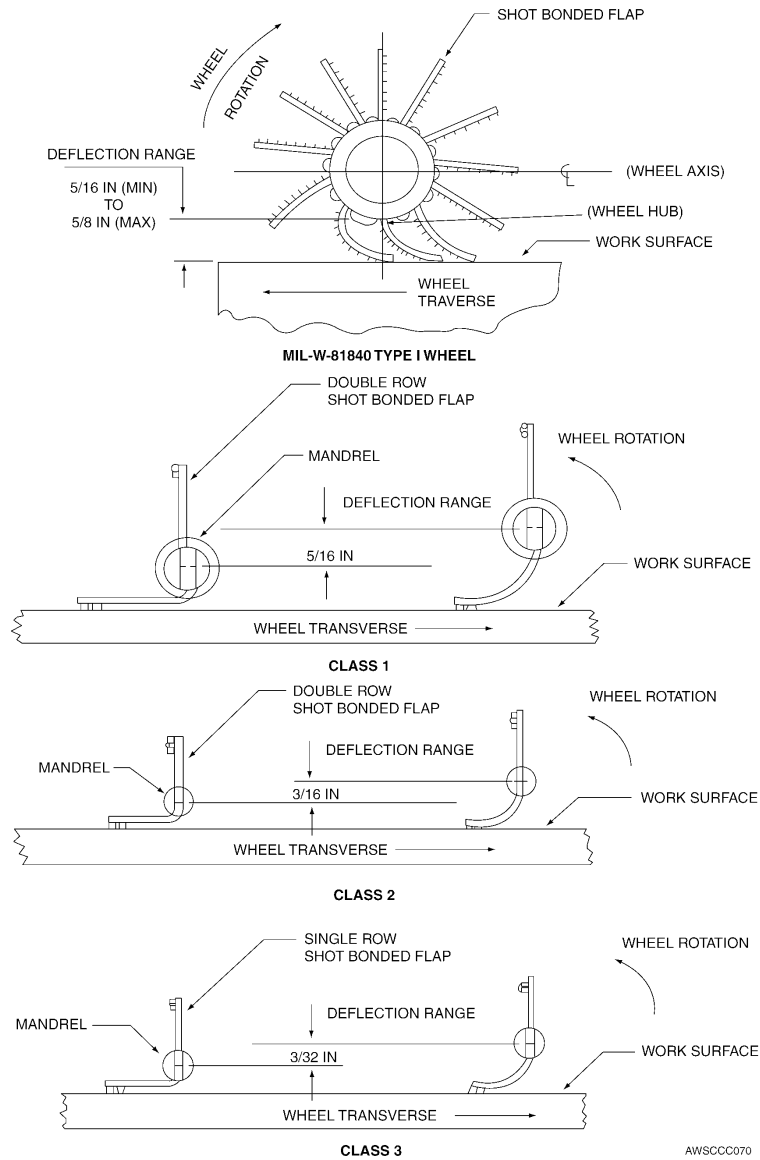 SHOT BONDED FLAP
WHEEL
ROTATION
DEFLECTION RANGE
5/16 IN (MIN)
TO
5/8 IN (MAX)
(WHEEL AXIS)
(WHEEL HUB)
WORK SURFACE
WHEEL
TRAVERSE
MIL-W-81840 TYPE I WHEEL
DOUBLE ROW
SHOT BONDED FLAP
MANDREL
WHEEL ROTATION
DEFLECTION RANGE
5/16 IN
WORK SURFACE
WHEEL TRANSVERSE
CLASS 1
DOUBLE ROW
SHOT BONDED FLAP
WHEEL ROTATION
DEFLECTION RANGE
MANDREL
3/16 IN
WORK SURFACE
WHEEL TRANSVERSE
CLASS 2
SINGLE ROW
SHOT BONDED FLAP
WHEEL ROTATION
DEFLECTION RANGE
MANDREL
3/32 IN
WORK SURFACE
WHEEL TRANSVERSE
CLASS 3
AWSCCC070